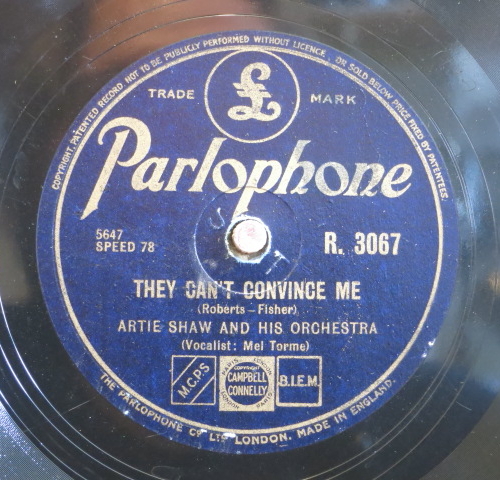 COPYRIGHT, PATENTED RECORD NOT TO BE PUBLICLY PERFORMED WITHOUT LICENCE, OR SOLD BELOW PRICE FIXED BY PATENTEES.
£
TRADE MARK
Parlophone
5647
SPEED 78
R. 3067
THEY CAN'T CONVINCE ME
(Roberts - Fisher)
ARTIE SHAW AND HIS ORCHESTRA
(Vocalist: Mel Torme)
M.C.P.S
COPYRIGHT
CAMPBELL
CONNELLY
B.I.E.M.
THE PARLOPHONE CO LTD LONDON. MADE IN ENGLAND.